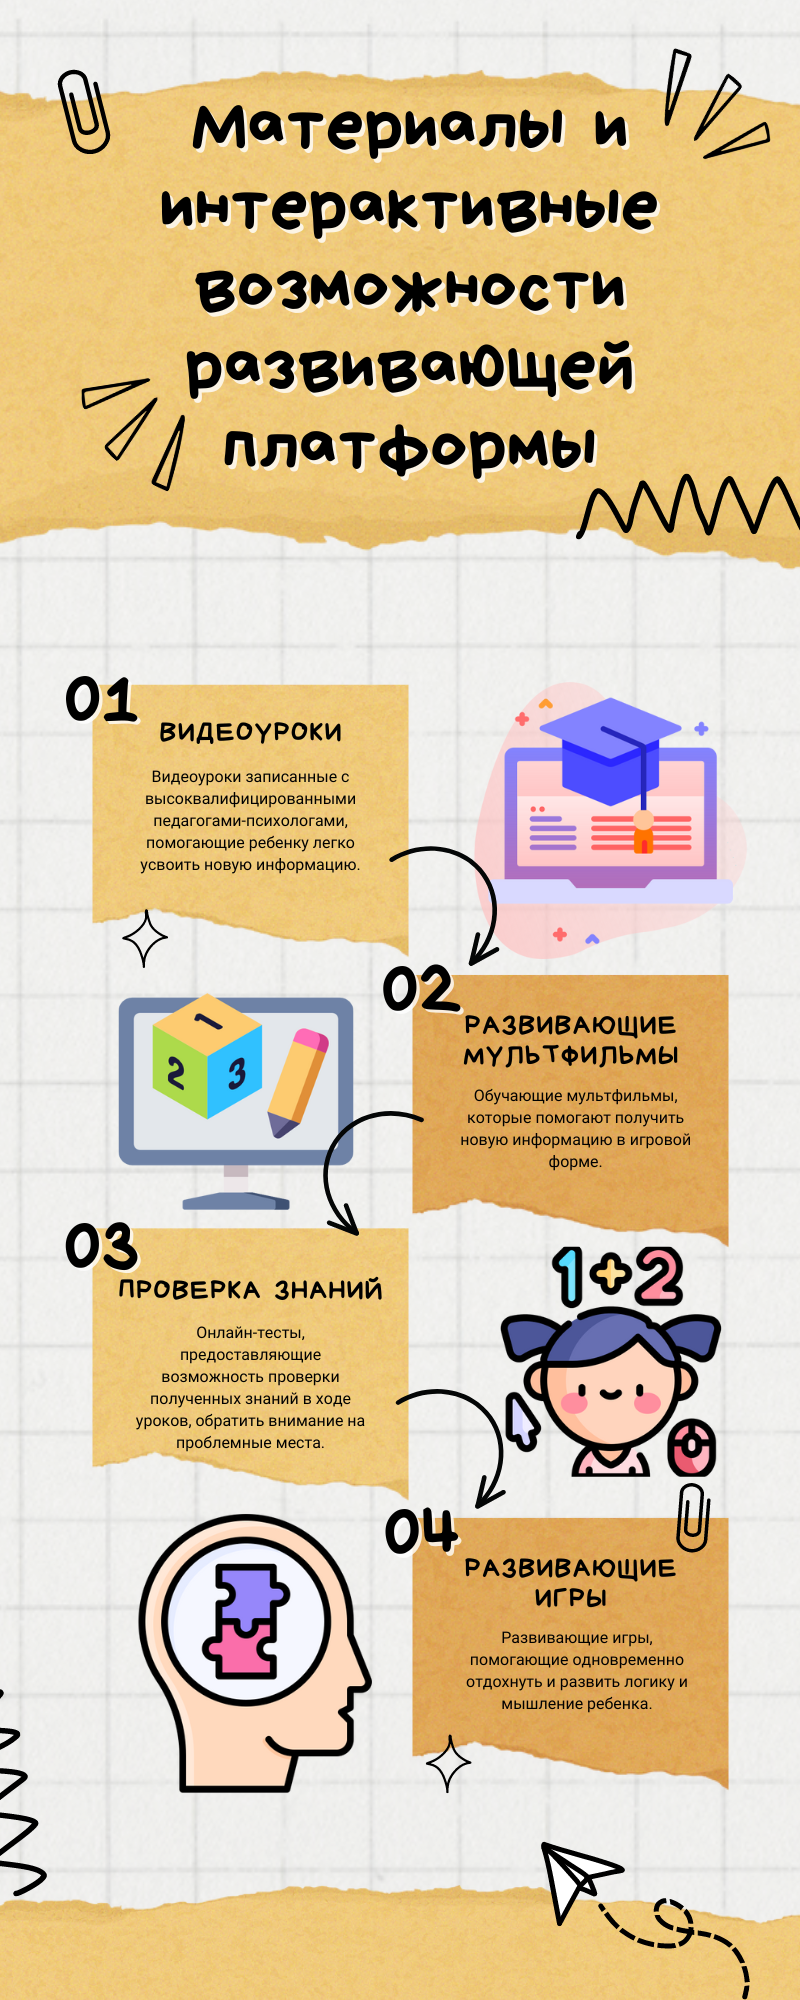 Материалы и
интерактивные
возможности
развивающей
платформы
01
ВИДЕОУРОКИ
Видеоуроки записанные с
высоквалифицированными
педагогами-психологами,
помогающие ребенку легко
усвоить новую информацию.
02
РАЗВИВАЮЩИЕ
МУЛЬТФИЛЬМЫ
Обучающие мультфильмы,
которые помогают получить
новую информацию в игровой
форме.
1
2 3
03
ПРОВЕРКА ЗНАНИЙ
Онлайн-тесты,
предоставляющие
возможность проверки
полученных знаний в ходе
уроков, обратить внимание на
проблемные места.
1+2
04
РАЗВИВАЮЩИЕ
ИГРЫ
Развивающие игры,
помогающие одновременно
отдохнуть и развить логику и
мышление ребенка.